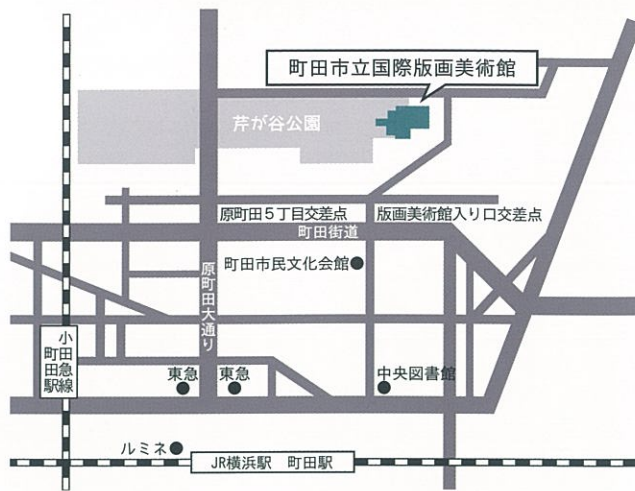 町田市立国際版画美術館
芹が谷公園
原町田5丁目交差点
版画美術館入り口交差点
町田街道
町田市民文化会館
原町田大通り
小田急線
町田駅
東急
東急
中央図書館
ルミネ
JR横浜駅 町田駅